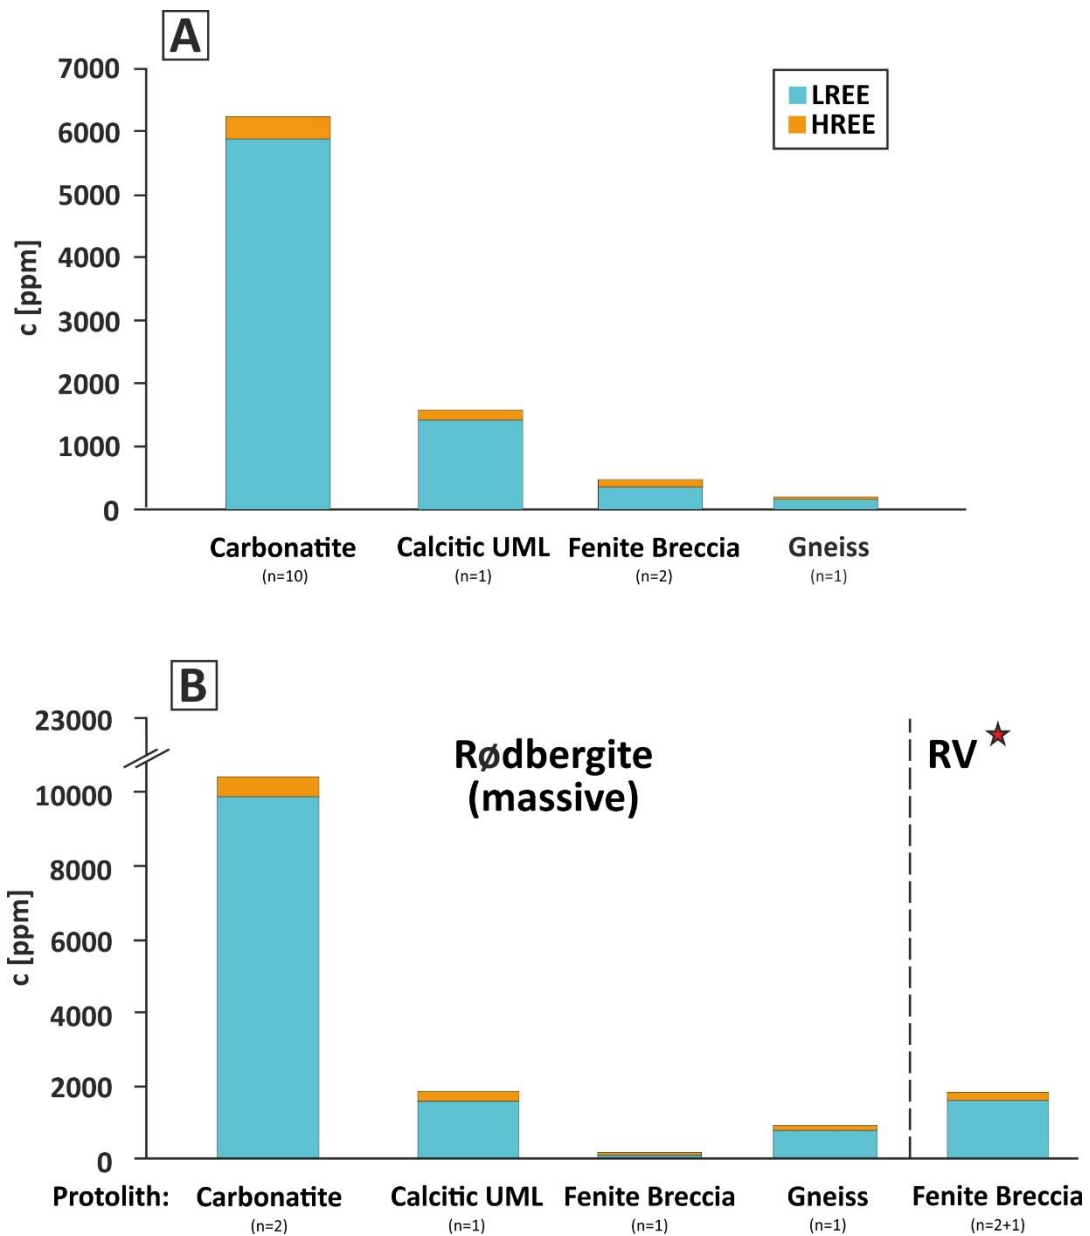 A
7000
6000
5000
4000
3000
2000
1000
0
c [ppm]
LREE
HREE
Carbonatite Calcitic UML Fenite Breccia Gneiss
(n=10) (n=1) (n=2) (n=1)
B
23000
10000
8000
6000
4000
2000
0
c [ppm]
Rødbergite
(massive)
RV
Protolith: Carbonatite Calcitic UML Fenite Breccia Gneiss Fenite Breccia
(n=2) (n=1) (n=1) (n=1) (n=2+1)